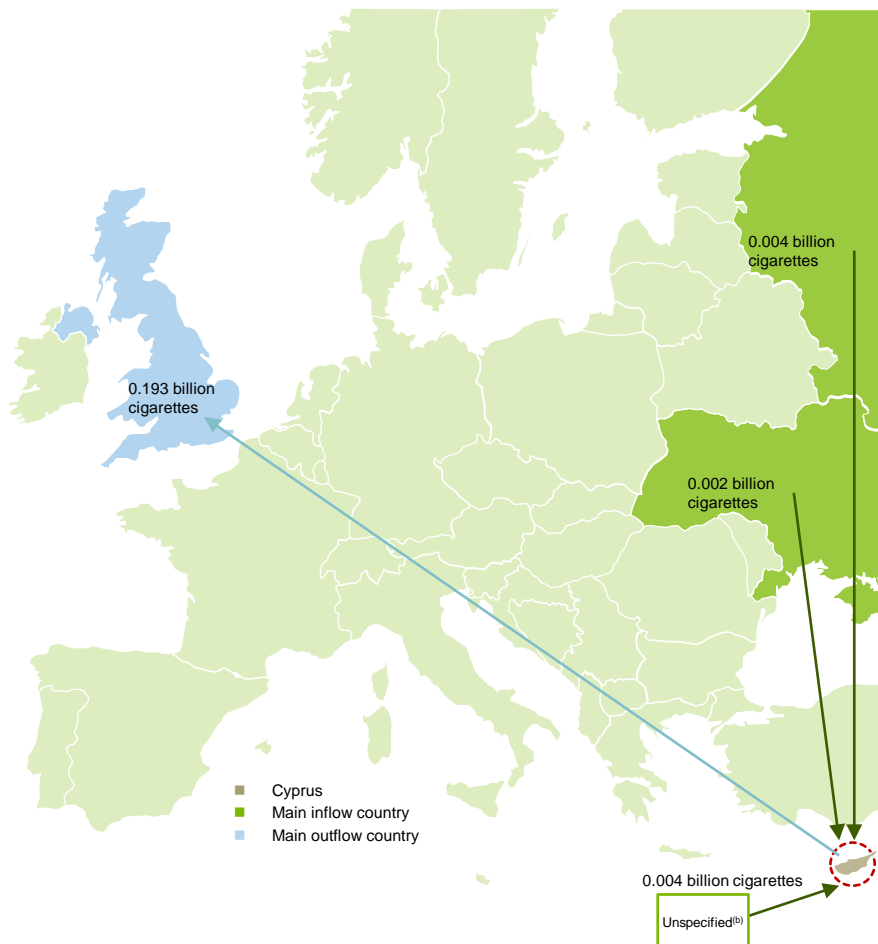 0.004 billion
cigarettes
0.193 billion
cigarettes
0.002 billion
cigarettes
Cyprus
Main inflow country
Main outflow country
0.004 billion cigarettes
Unspecified(b)